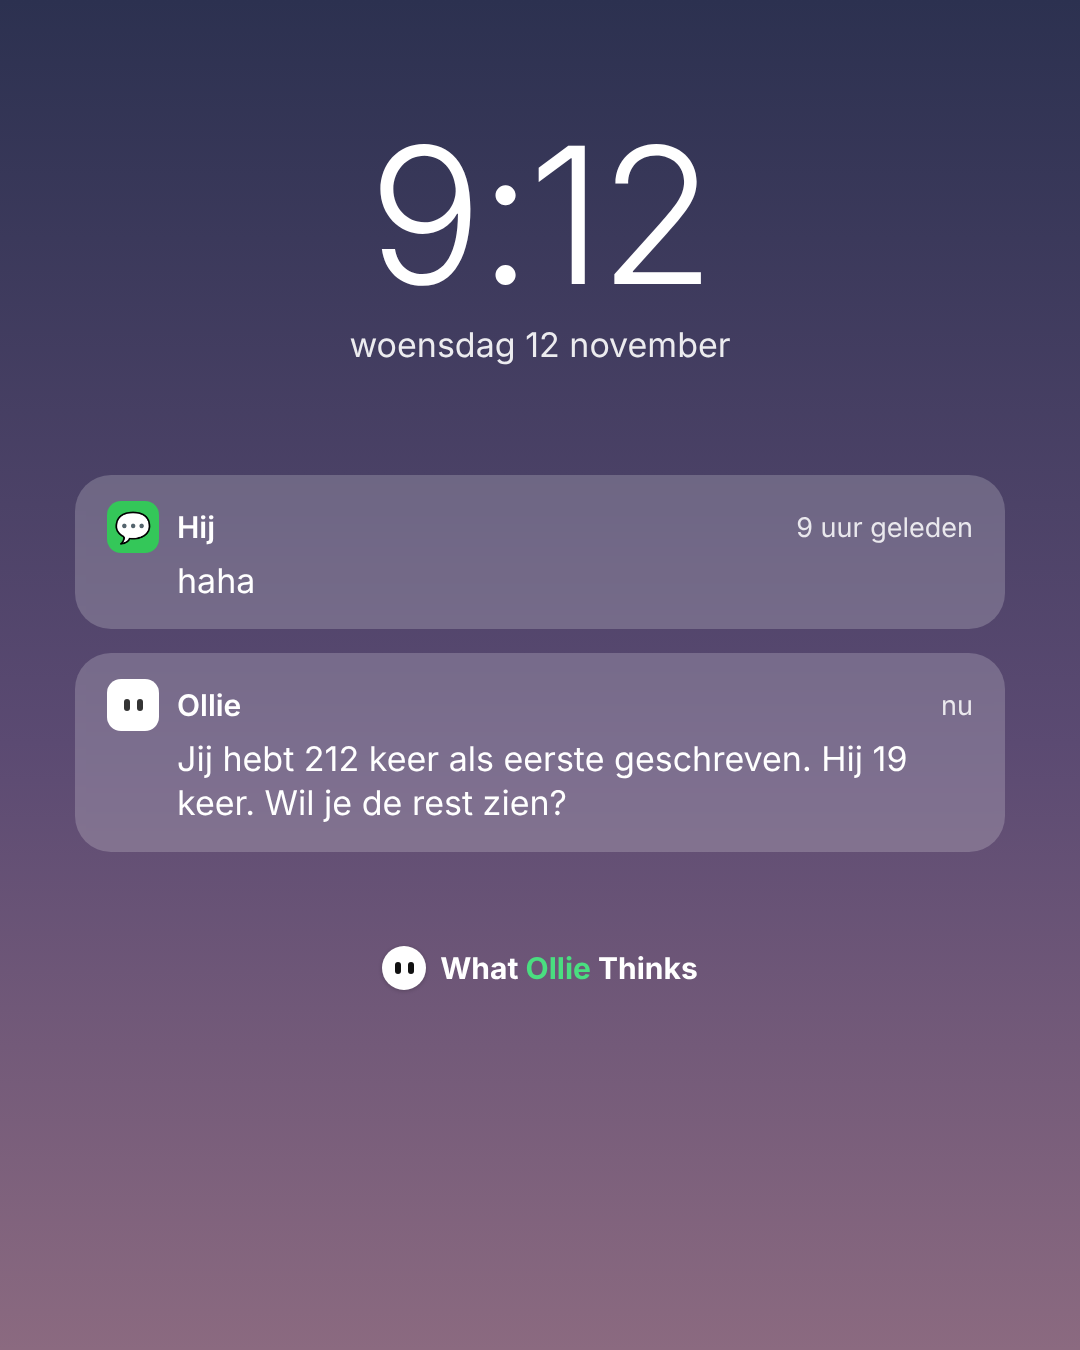 9:12
woensdag 12 november
Hij
9 uur geleden
haha
Ollie
nu
Jij hebt 212 keer als eerste geschreven. Hij 19
keer. Wil je de rest zien?
What Ollie Thinks